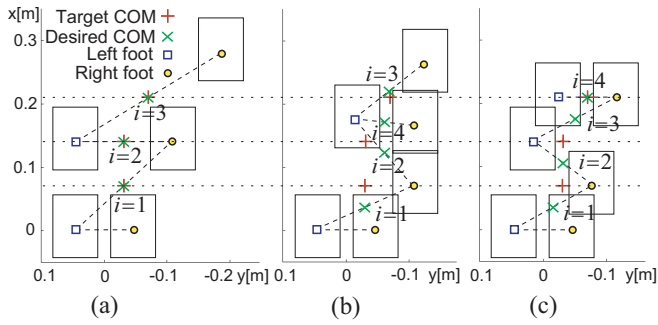 x[m]
Target COM
Desired COM
Left foot
Right foot
0.2
0.1
0
i=3
i=2
i=1
i=3
i=4
i=2
i=1
i=4
i=3
i=2
i=1
0.1 0 -0.1 -0.2 y[m]
0.1 0 -0.1 y[m]
0.1 0 -0.1 y[m]
(a) (b) (c)